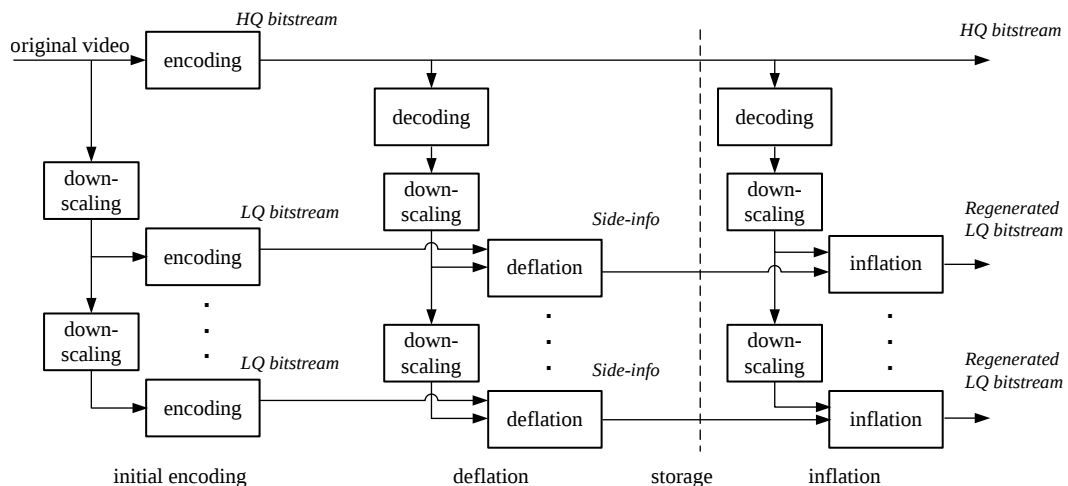 HQ bitstream
HQ bitstream
original video
encoding
decoding
decoding
down-
scaling
down-
scaling
down-
scaling
LQ bitstream
Side-info
Regenerated
LQ bitstream
encoding
deflation
inflation
down-
scaling
down-
scaling
down-
scaling
LQ bitstream
Side-info
Regenerated
LQ bitstream
encoding
deflation
inflation
initial encoding
deflation
storage
inflation